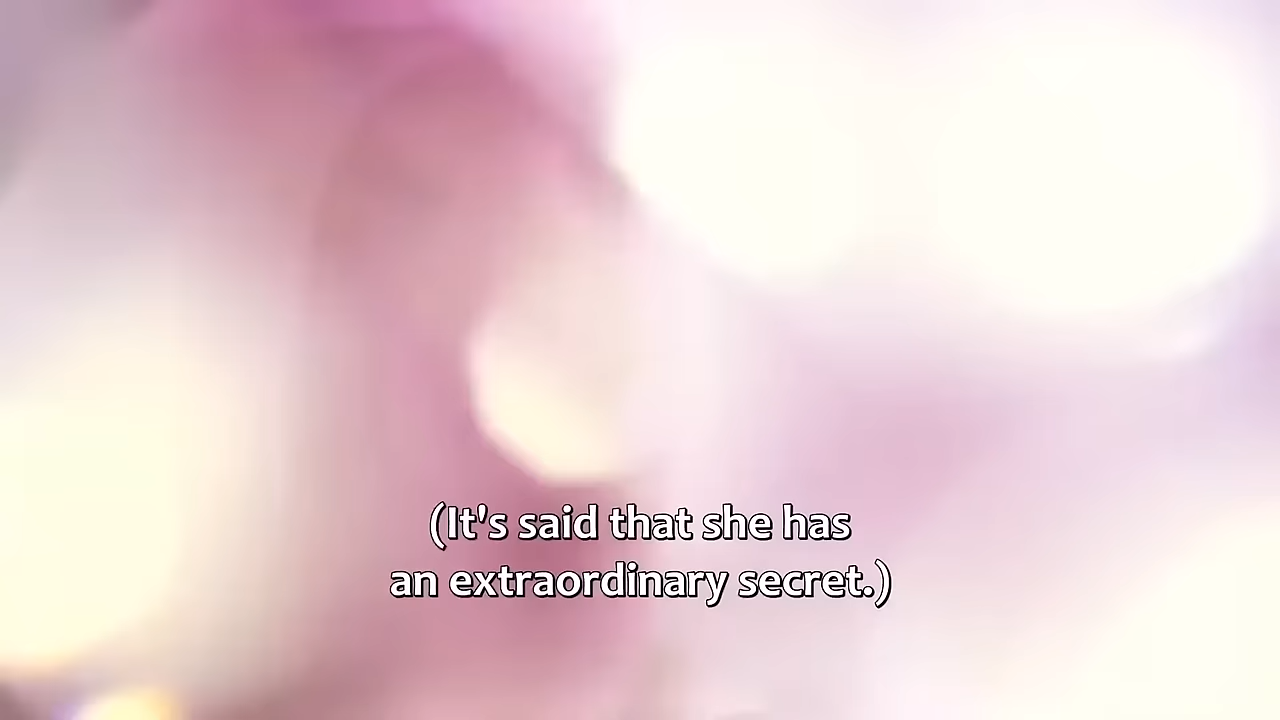 (It's said that she has
an extraordinary secret.)